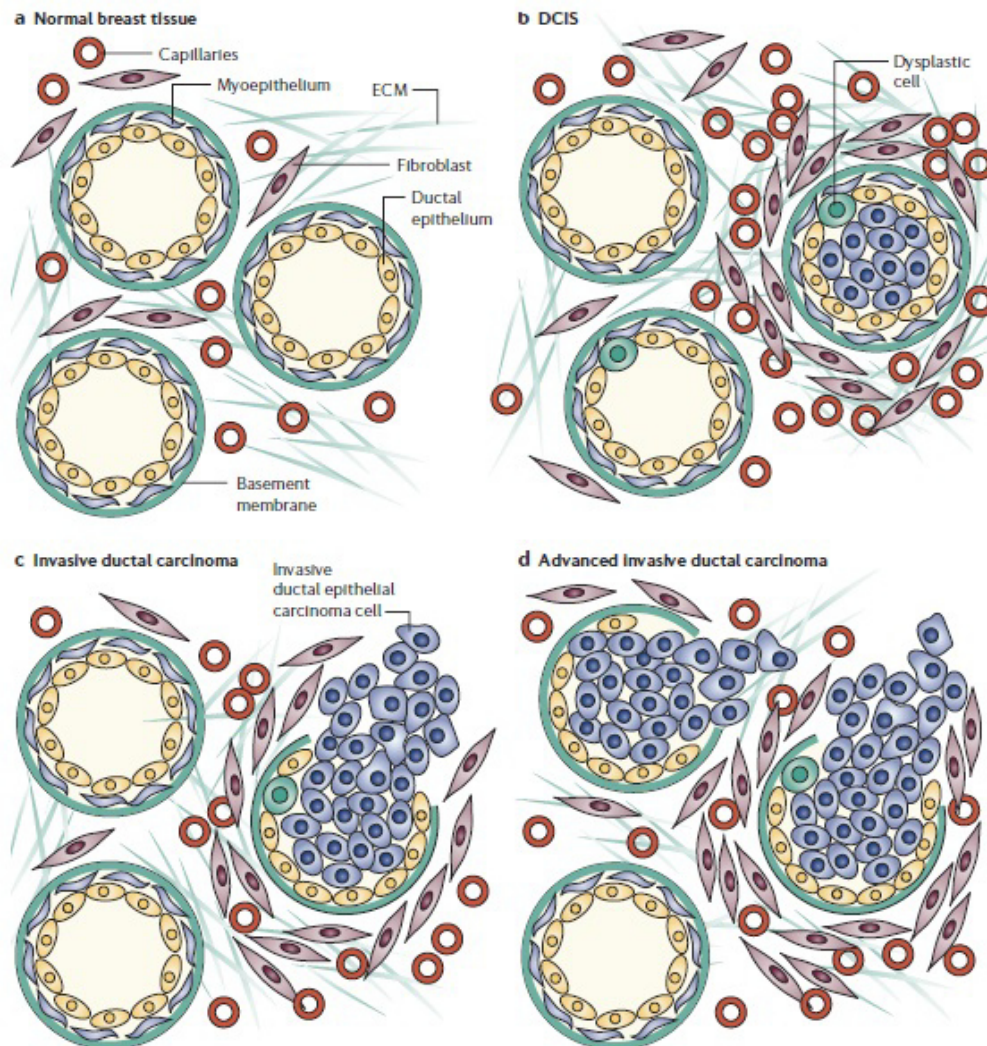 a Normal breast tissue
Capillaries
Myoepithelium
ECM
Fibroblast
Ductal
epithelium
Basement
membrane
b DCIS
Dysplastic
cell
c Invasive ductal carcinoma
Invasive
ductal epithelial
carcinoma cell
d Advanced invasive ductal carcinoma